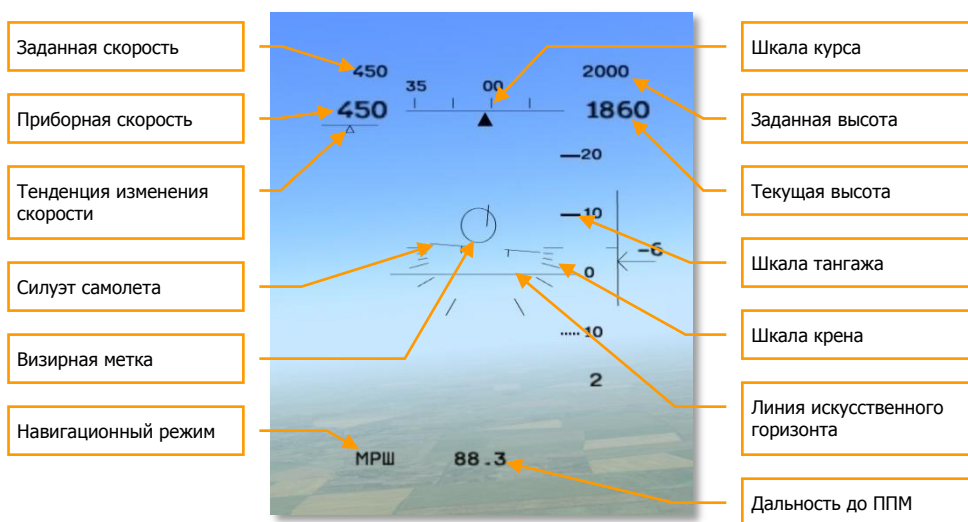 Заданная скорость
Приборная скорость
Тенденция изменения
скорости
Силуэт самолета
Визирная метка
Навигационный режим
450
2000
35
00
450
1860
20
10
-6
0
10
2
МРШ
88.3
Шкала курса
Заданная высота
Текущая высота
Шкала тангажа
Шкала крена
Линия искусственного
горизонта
Дальность до ППМ